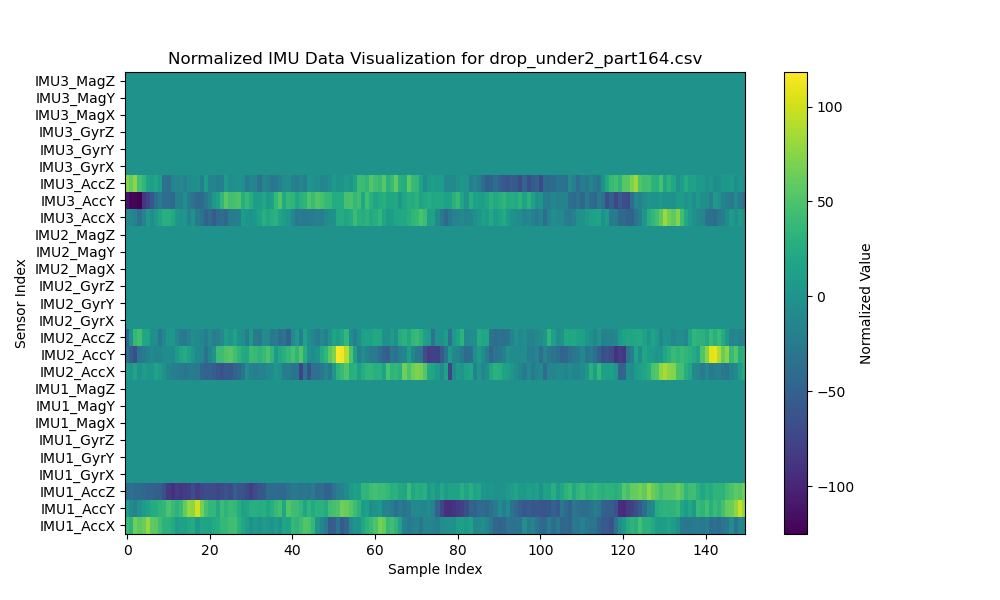 Normalized IMU Data Visualization for drop_under2_part164.csv
IMU3_MagZ
IMU3_MagY
IMU3_MagX
IMU3_GyrZ
IMU3_GyrY
IMU3_GyrX
IMU3_AccZ
IMU3_AccY
IMU3_AccX
IMU2_MagZ
IMU2_MagY
IMU2_MagX
IMU2_GyrZ
IMU2_GyrY
IMU2_GyrX
IMU2_AccZ
IMU2_AccY
IMU2_AccX
IMU1_MagZ
IMU1_MagY
IMU1_MagX
IMU1_GyrZ
IMU1_GyrY
IMU1_GyrX
IMU1_AccZ
IMU1_AccY
IMU1_AccX
Sensor Index
0 20 40 60 80 100 120 140
Sample Index
100
50
0
−50
−100
Normalized Value